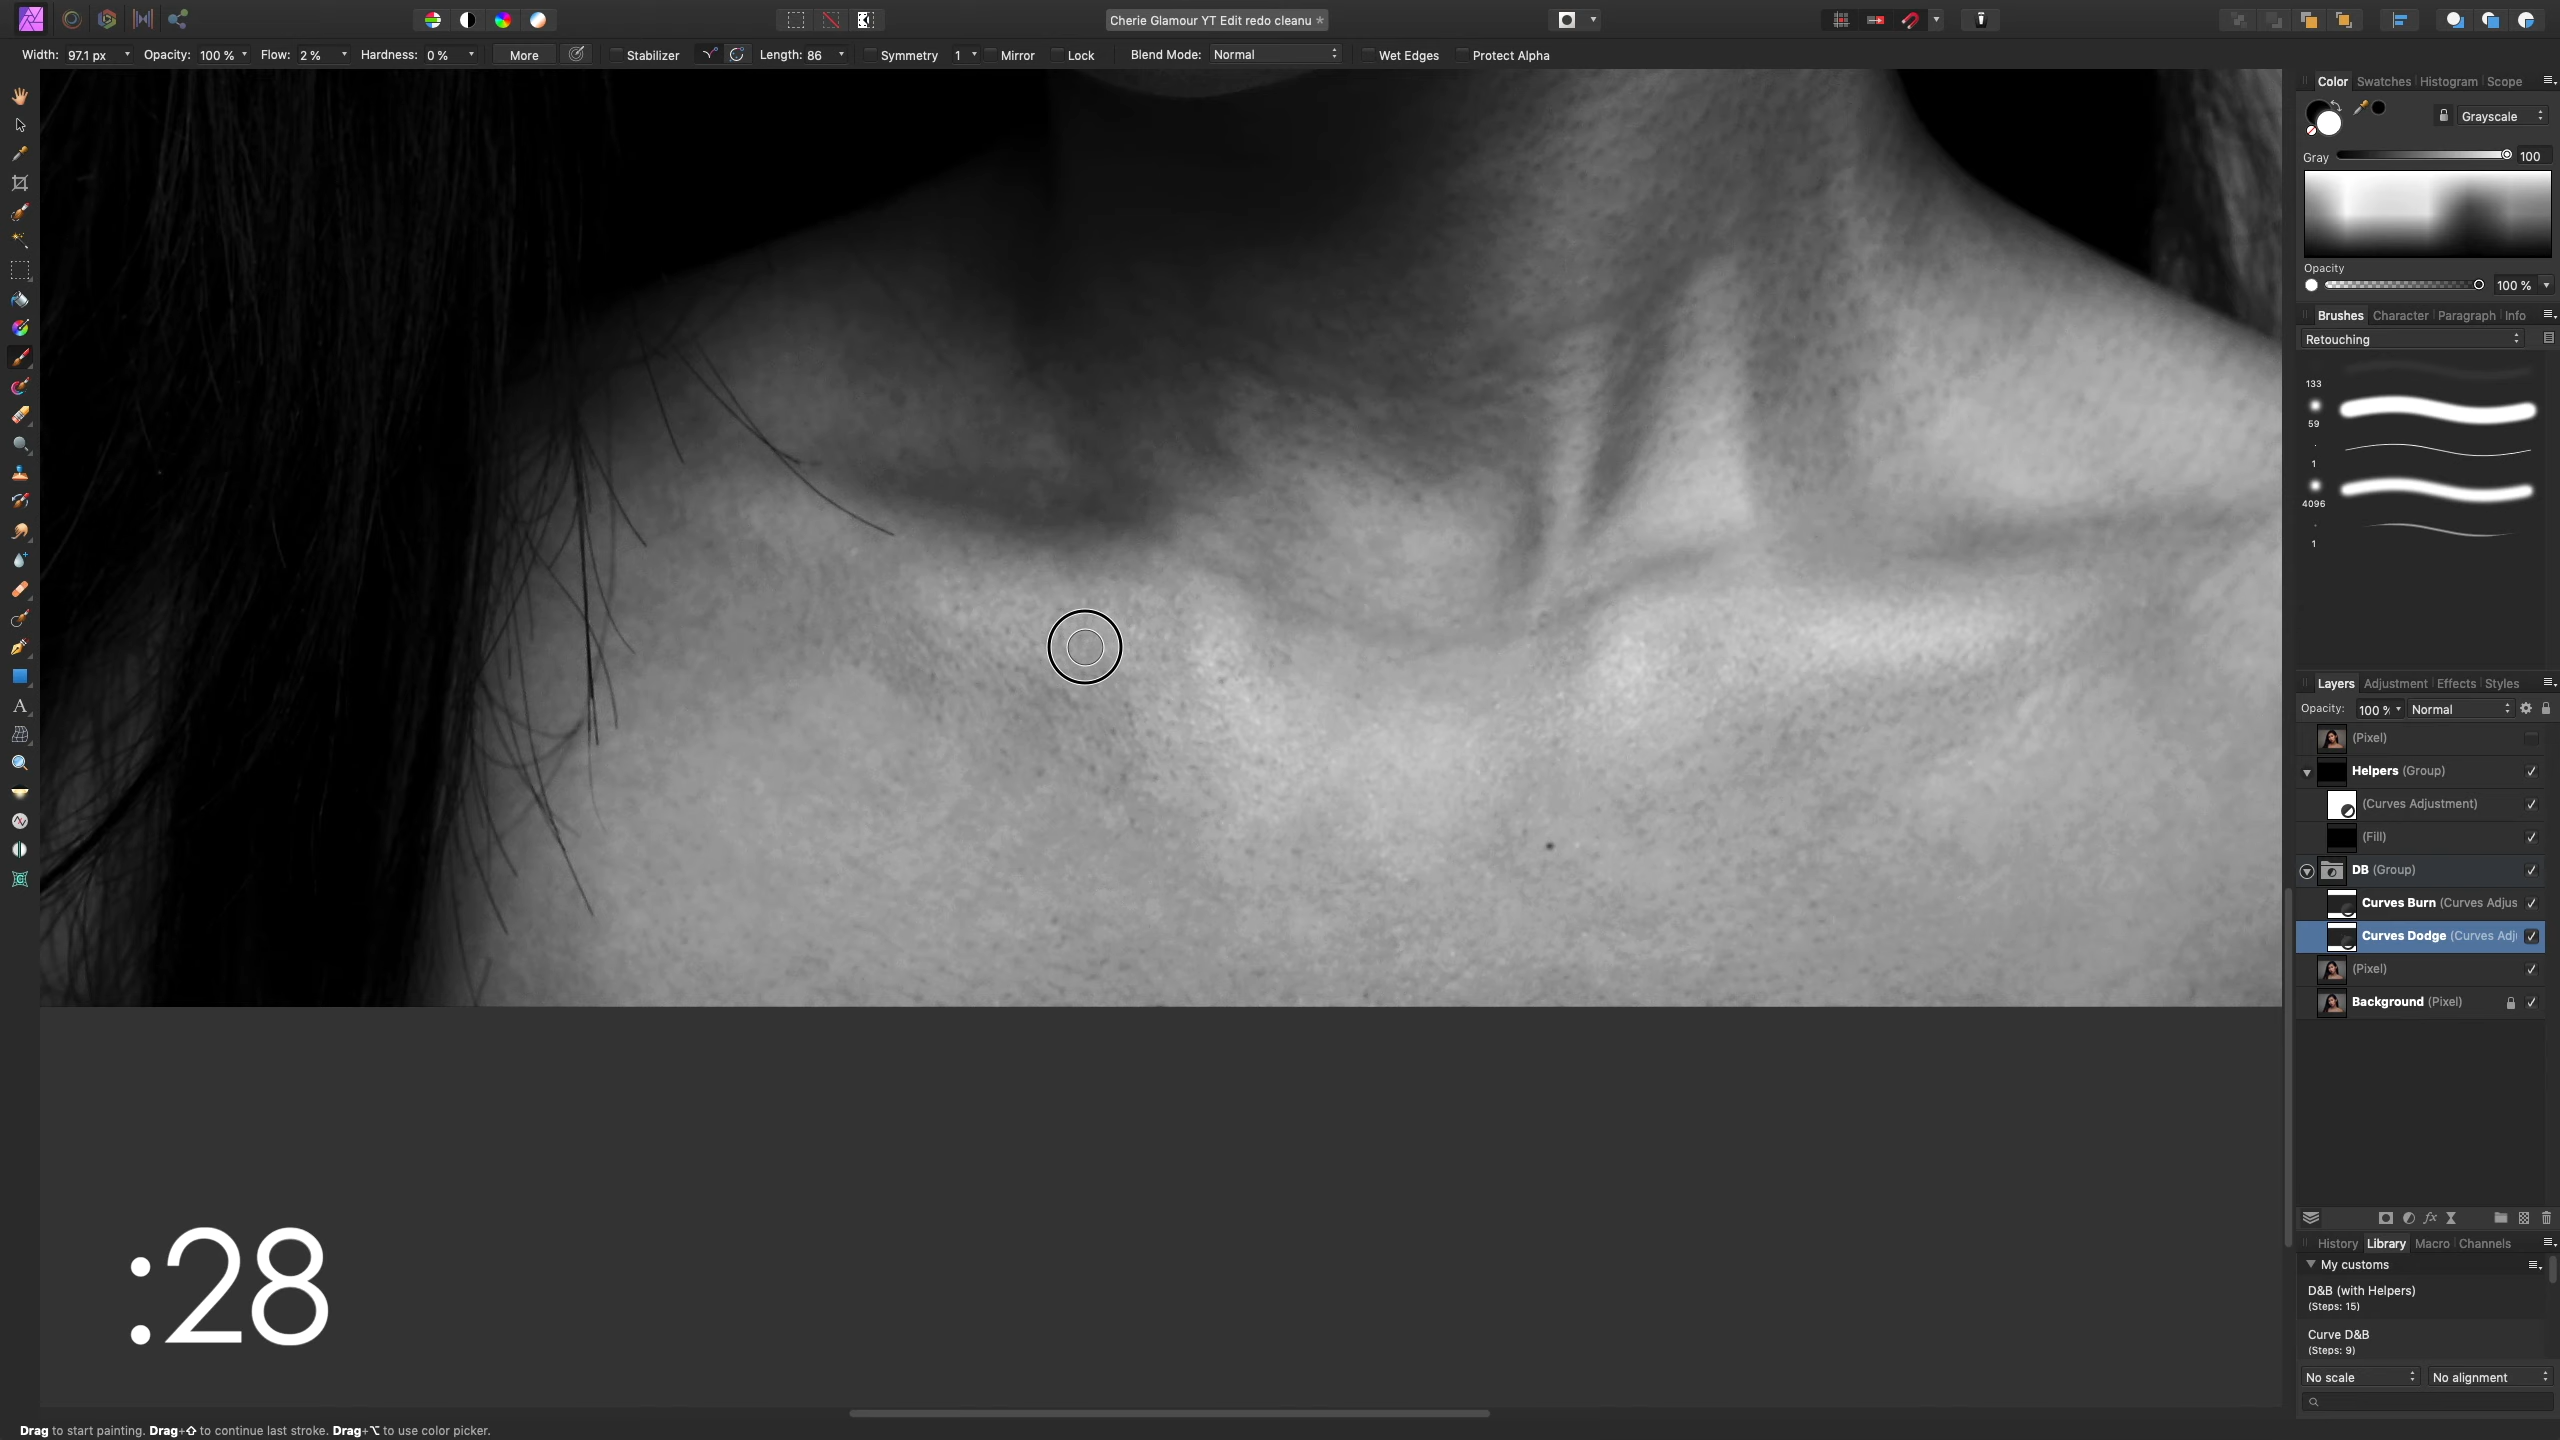 Cherie Glamour YT Edit redo cleanu *
Width: 97.1 px Opacity: 100 % Flow: 2 % Hardness: 0 % More Stabilizer Length: 86 Symmetry 1 Mirror Lock Blend Mode: Normal Wet Edges Protect Alpha
Color Swatches Histogram Scope
Grayscale
Gray 100
Opacity
100 %
Brushes Character Paragraph Info
Retouching
133
59
1
4096
1
Layers Adjustment Effects Styles
Opacity: 100 % Normal
(Pixel)
Helpers (Group)
(Curves Adjustment)
(Fill)
DB (Group)
Curves Burn (Curves Adjus
Curves Dodge (Curves Adj
(Pixel)
Background (Pixel)
A
fx
History Library Macro Channels
My customs
D&B (with Helpers)
(Steps: 15)
Curve D&B
(Steps: 9)
No scale No alignment
:28
Drag to start painting. Drag+⇧ to continue last stroke. Drag+⌥ to use color picker.